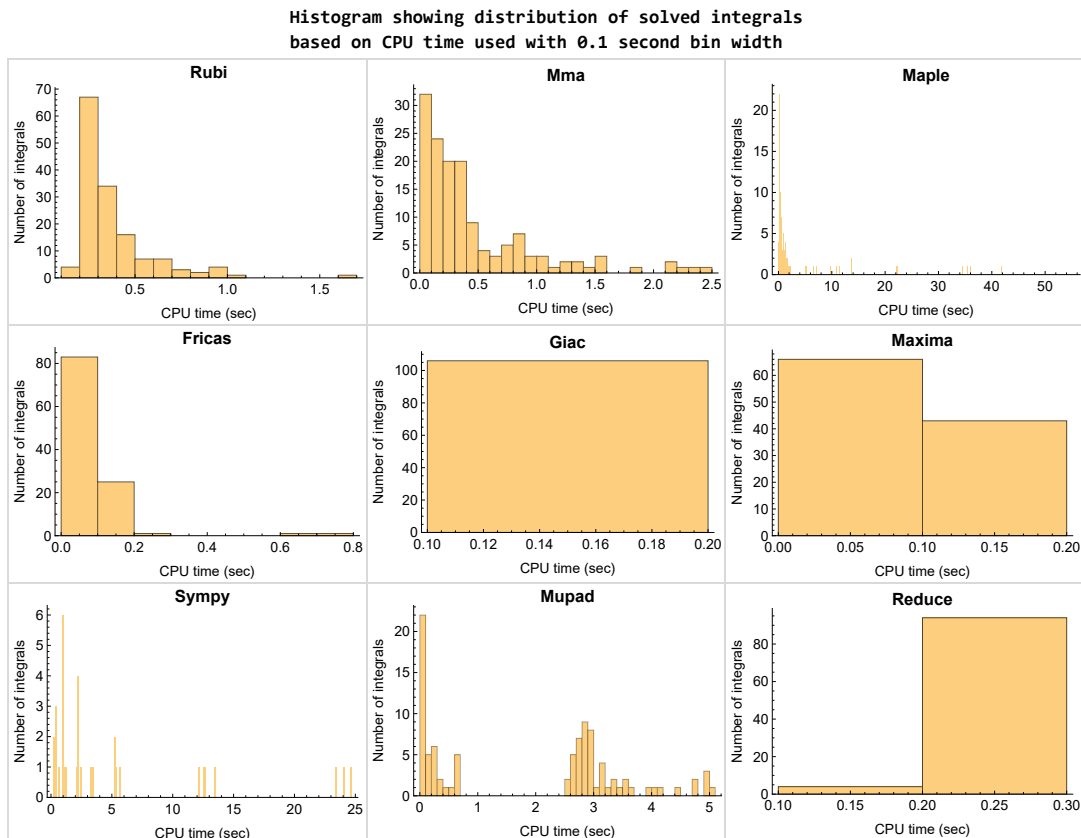 Histogram showing distribution of solved integrals
based on CPU time used with 0.1 second bin width
Rubi
Number of integrals
0 10 20 30 40 50 60 70
0.5 1.0 1.5
CPU time (sec)
Mma
Number of integrals
0 5 10 15 20 25 30
0.0 0.5 1.0 1.5 2.0 2.5
CPU time (sec)
Maple
Number of integrals
0 5 10 15 20
0 10 20 30 40 50
CPU time (sec)
Fricas
Number of integrals
0 20 40 60 80
0.0 0.2 0.4 0.6 0.8
CPU time (sec)
Giac
Number of integrals
0 20 40 60 80 100
0.10 0.12 0.14 0.16 0.18 0.20
CPU time (sec)
Maxima
Number of integrals
0 10 20 30 40 50 60
0.00 0.05 0.10 0.15 0.20
CPU time (sec)
Sympy
Number of integrals
0 1 2 3 4 5 6
0 5 10 15 20 25
CPU time (sec)
Mupad
Number of integrals
0 5 10 15 20
0 1 2 3 4 5
CPU time (sec)
Reduce
Number of integrals
0 20 40 60 80
0.10 0.15 0.20 0.25 0.30
CPU time (sec)